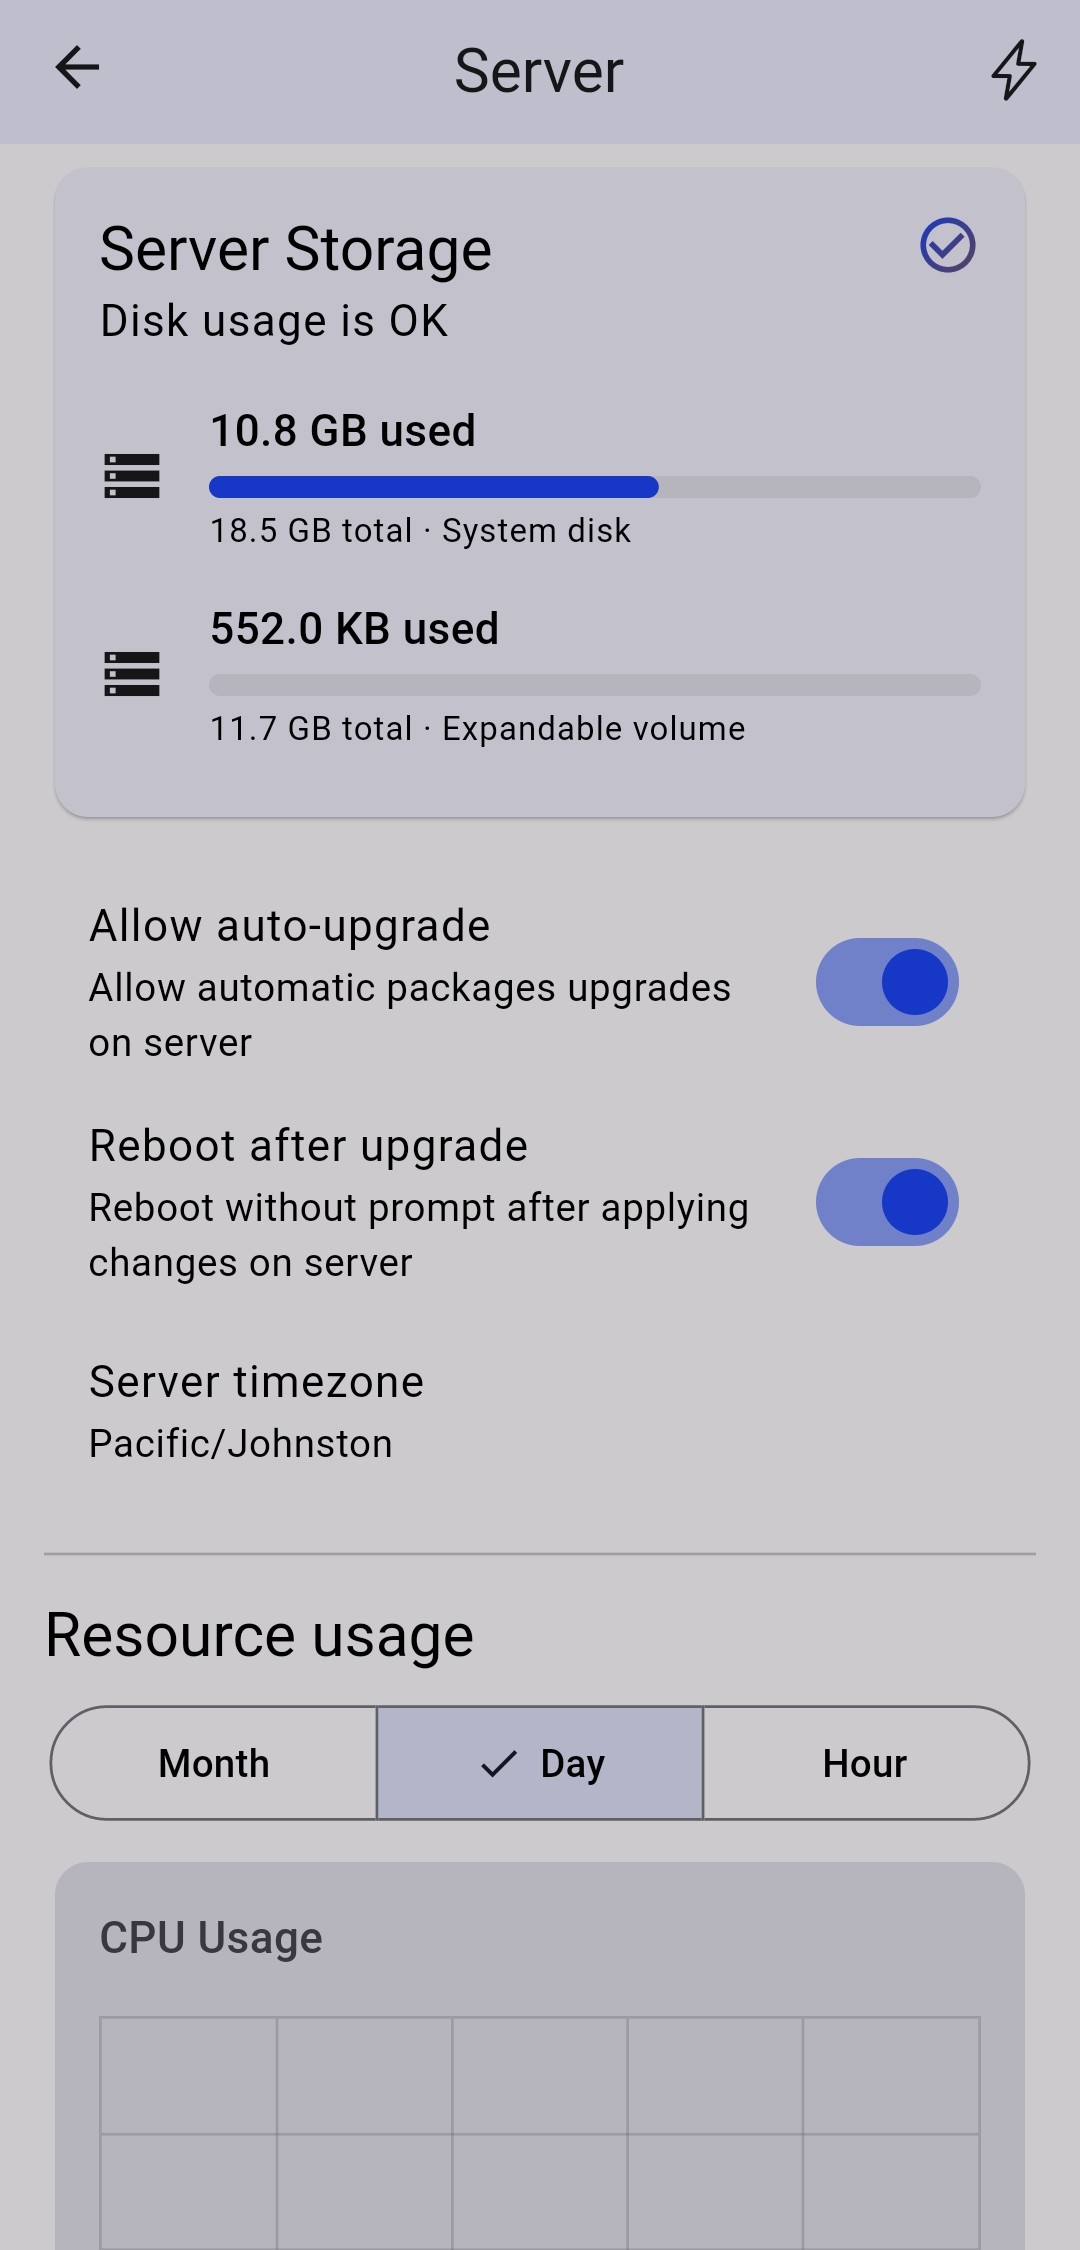 Server
Server Storage
Disk usage is OK
10.8 GB used
18.5 GB total · System disk
552.0 KB used
11.7 GB total · Expandable volume
Allow auto-upgrade
Allow automatic packages upgrades
on server
Reboot after upgrade
Reboot without prompt after applying
changes on server
Server timezone
Pacific/Johnston
Resource usage
Month
Day
Hour
CPU Usage